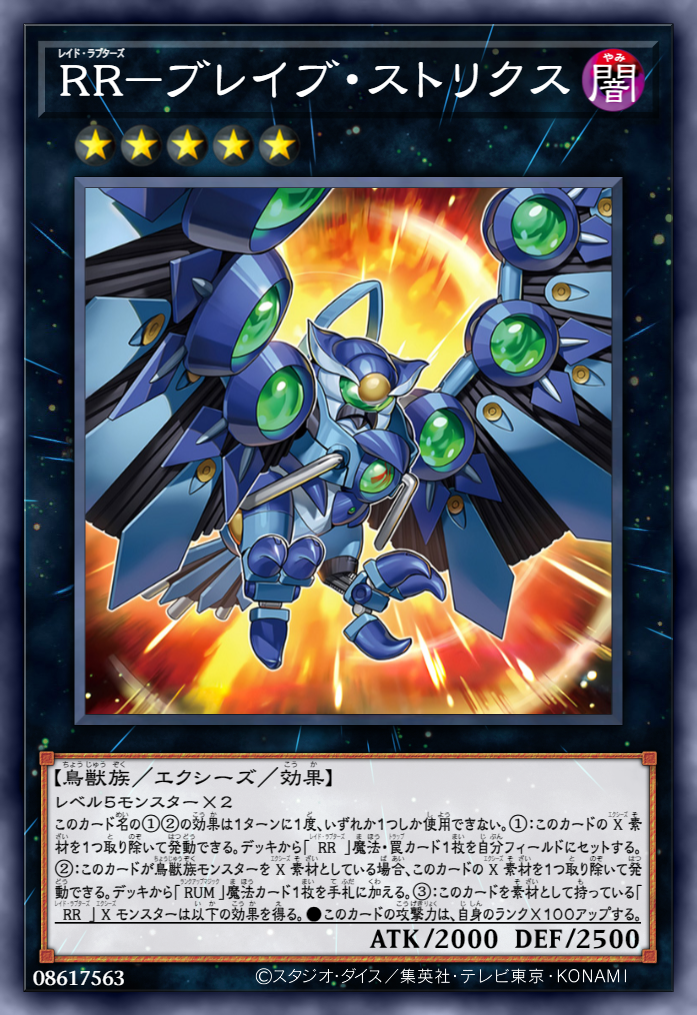 レイド・ラプターズ
RR－ブレイブ・ストリクス
やみ
闇
ちょうじゅう ぞく こう か
【鳥獣族／エクシーズ／効果】
レベル５モンスター×２
このカード名の①②の効果は1ターンに1度、いずれか1つしか使用できない。①：このカードの X 素
材を1つ取り除いて発動できる。デッキから「 RR 」魔法・罠カード1枚を自分フィールドにセットする。
②：このカードが鳥獣族モンスターを X 素材としている場合、このカードの X 素材を1つ取り除いて発
動できる。デッキから「 RUM 」魔法カード1枚を手札に加える。③：このカードを素材として持っている「
RR 」X モンスターは以下の効果を得る。●このカードの攻撃力は、自身のランク×100アップする。
ATK/2000 DEF/2500
08617563 ©スタジオ・ダイス／集英社・テレビ東京・KONAMI